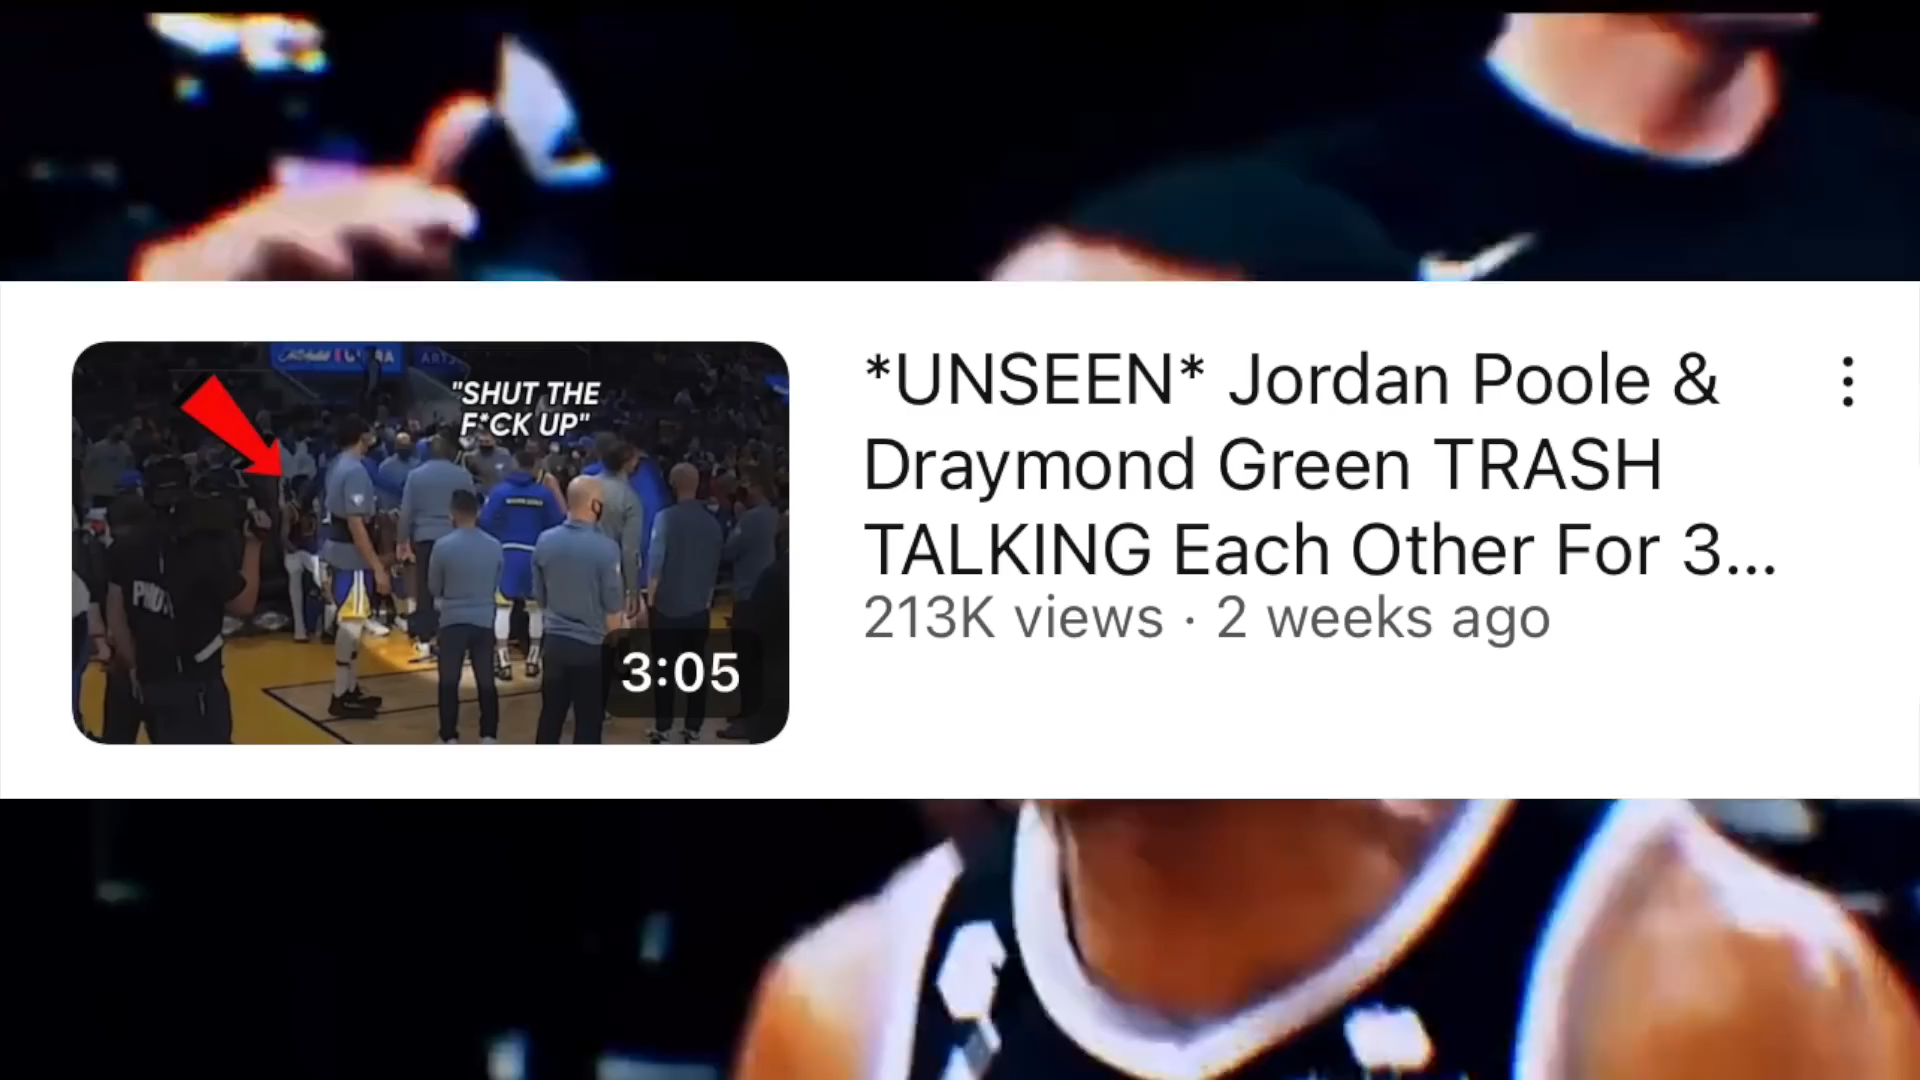 "SHUT THE
F*CK UP"
3:05
*UNSEEN* Jordan Poole &
Draymond Green TRASH
TALKING Each Other For 3...
213K views · 2 weeks ago